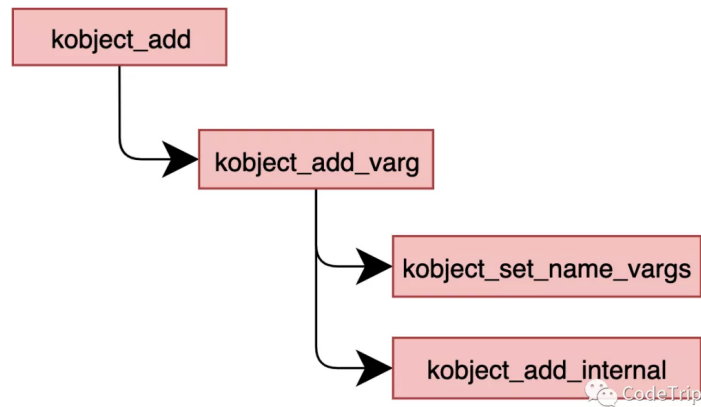 kobject_add
kobject_add_varg
kobject_set_name_vargs
kobject_add_internal
CodeTrip